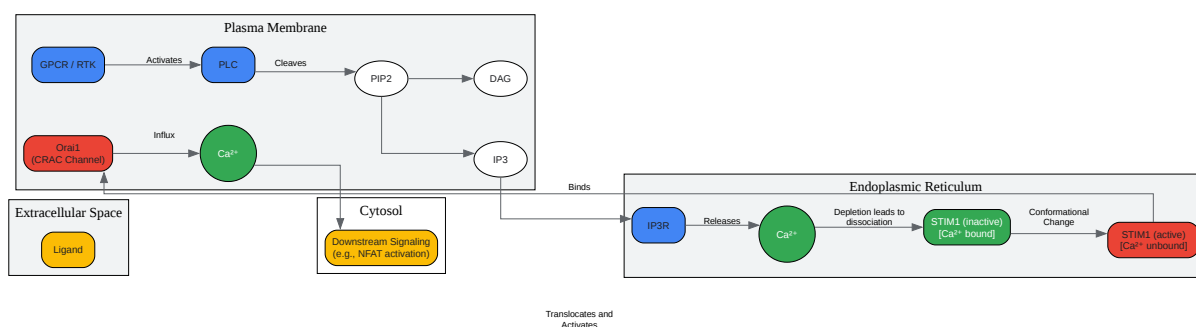 Plasma Membrane
GPCR / RTK
Activates
PLC
Cleaves
PIP2
DAG
Orai1
(CRAC Channel)
Influx
Ca²⁺
IP3
Binds
Extracellular Space
Ligand
Cytosol
Downstream Signaling
(e.g., NFAT activation)
Endoplasmic Reticulum
IP3R
Releases
Ca²⁺
Depletion leads to
dissociation
STIM1 (inactive)
[Ca²⁺ bound]
Conformational
Change
STIM1 (active)
[Ca²⁺ unbound]
Translocates and
Activates